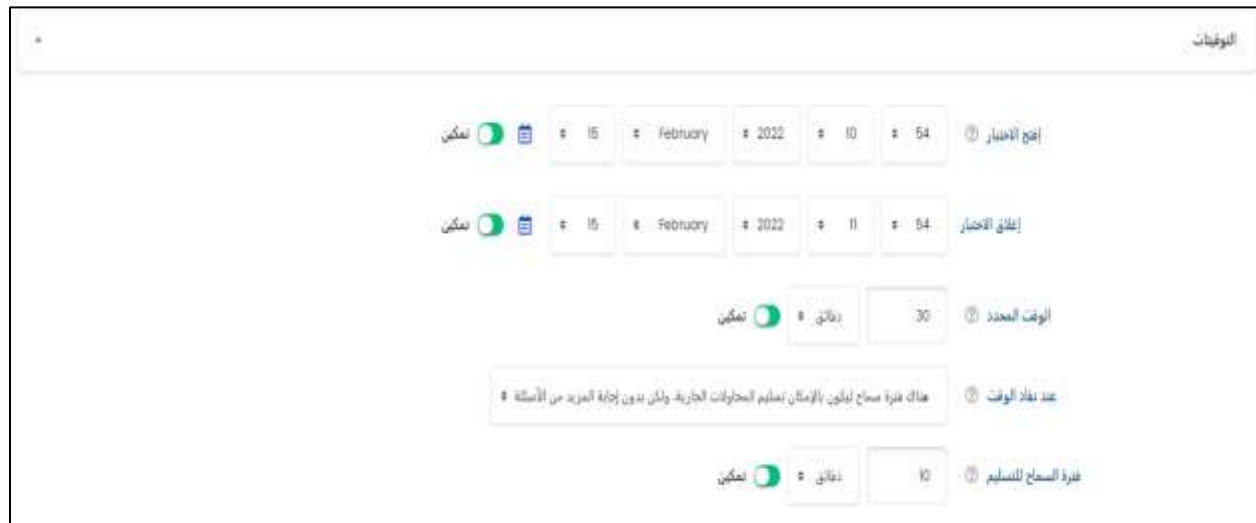 التوقيتات
إفتح الاختبار 54 10 2022 February 15 تمكين
إغلاق الاختبار 54 11 2022 February 15 تمكين
الوقت المحدد 30 دقائق تمكين
عند نفاد الوقت هناك فترة سماح ليكون بالإمكان تسليم المحاولات الجارية، ولكن بدون إجابة المزيد من الأسئلة
فترة السماح للتسليم 10 دقائق تمكين